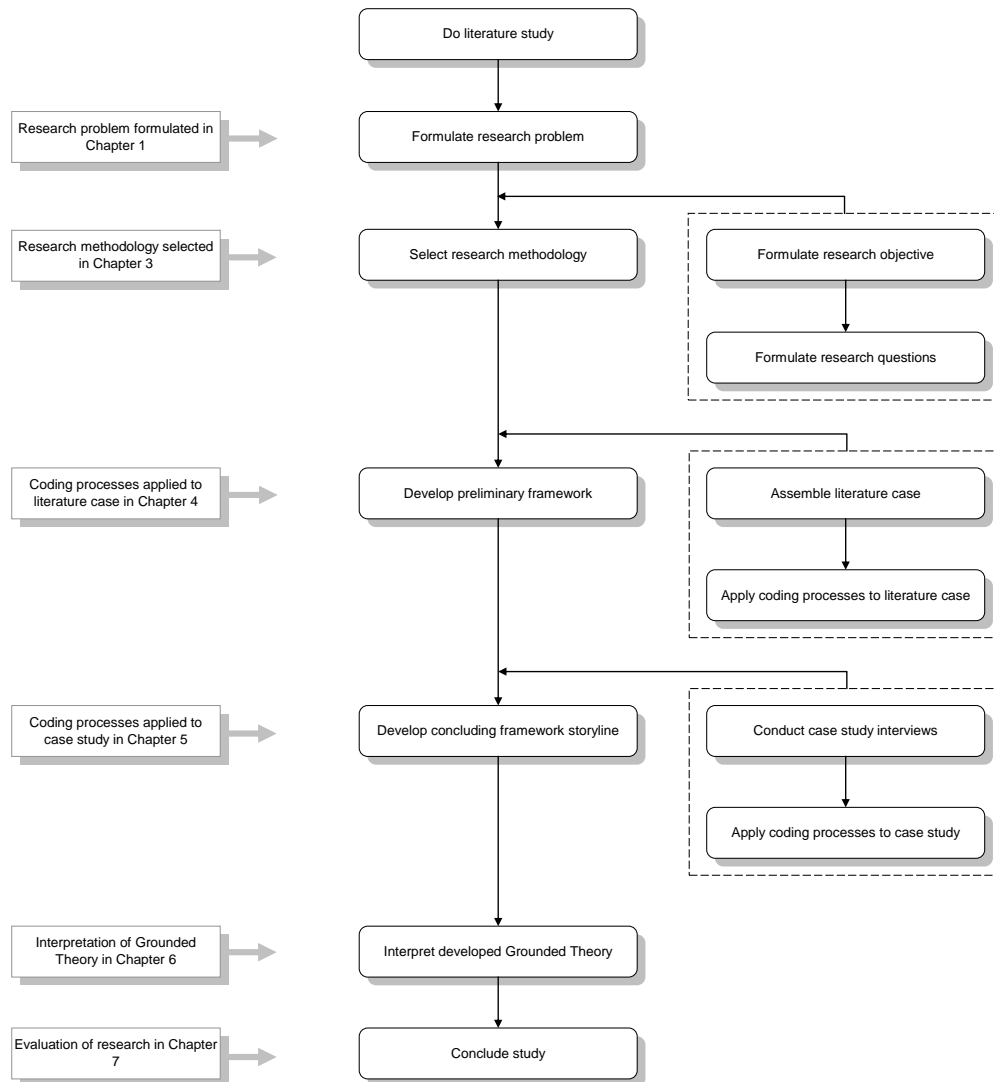 Do literature study
Research problem formulated in
Chapter 1
Formulate research problem
Research methodology selected
in Chapter 3
Select research methodology
Formulate research objective
Formulate research questions
Coding processes applied to
literature case in Chapter 4
Develop preliminary framework
Assemble literature case
Apply coding processes to literature case
Coding processes applied to
case study in Chapter 5
Develop concluding framework storyline
Conduct case study interviews
Apply coding processes to case study
Interpretation of Grounded
Theory in Chapter 6
Interpret developed Grounded Theory
Evaluation of research in Chapter
7
Conclude study